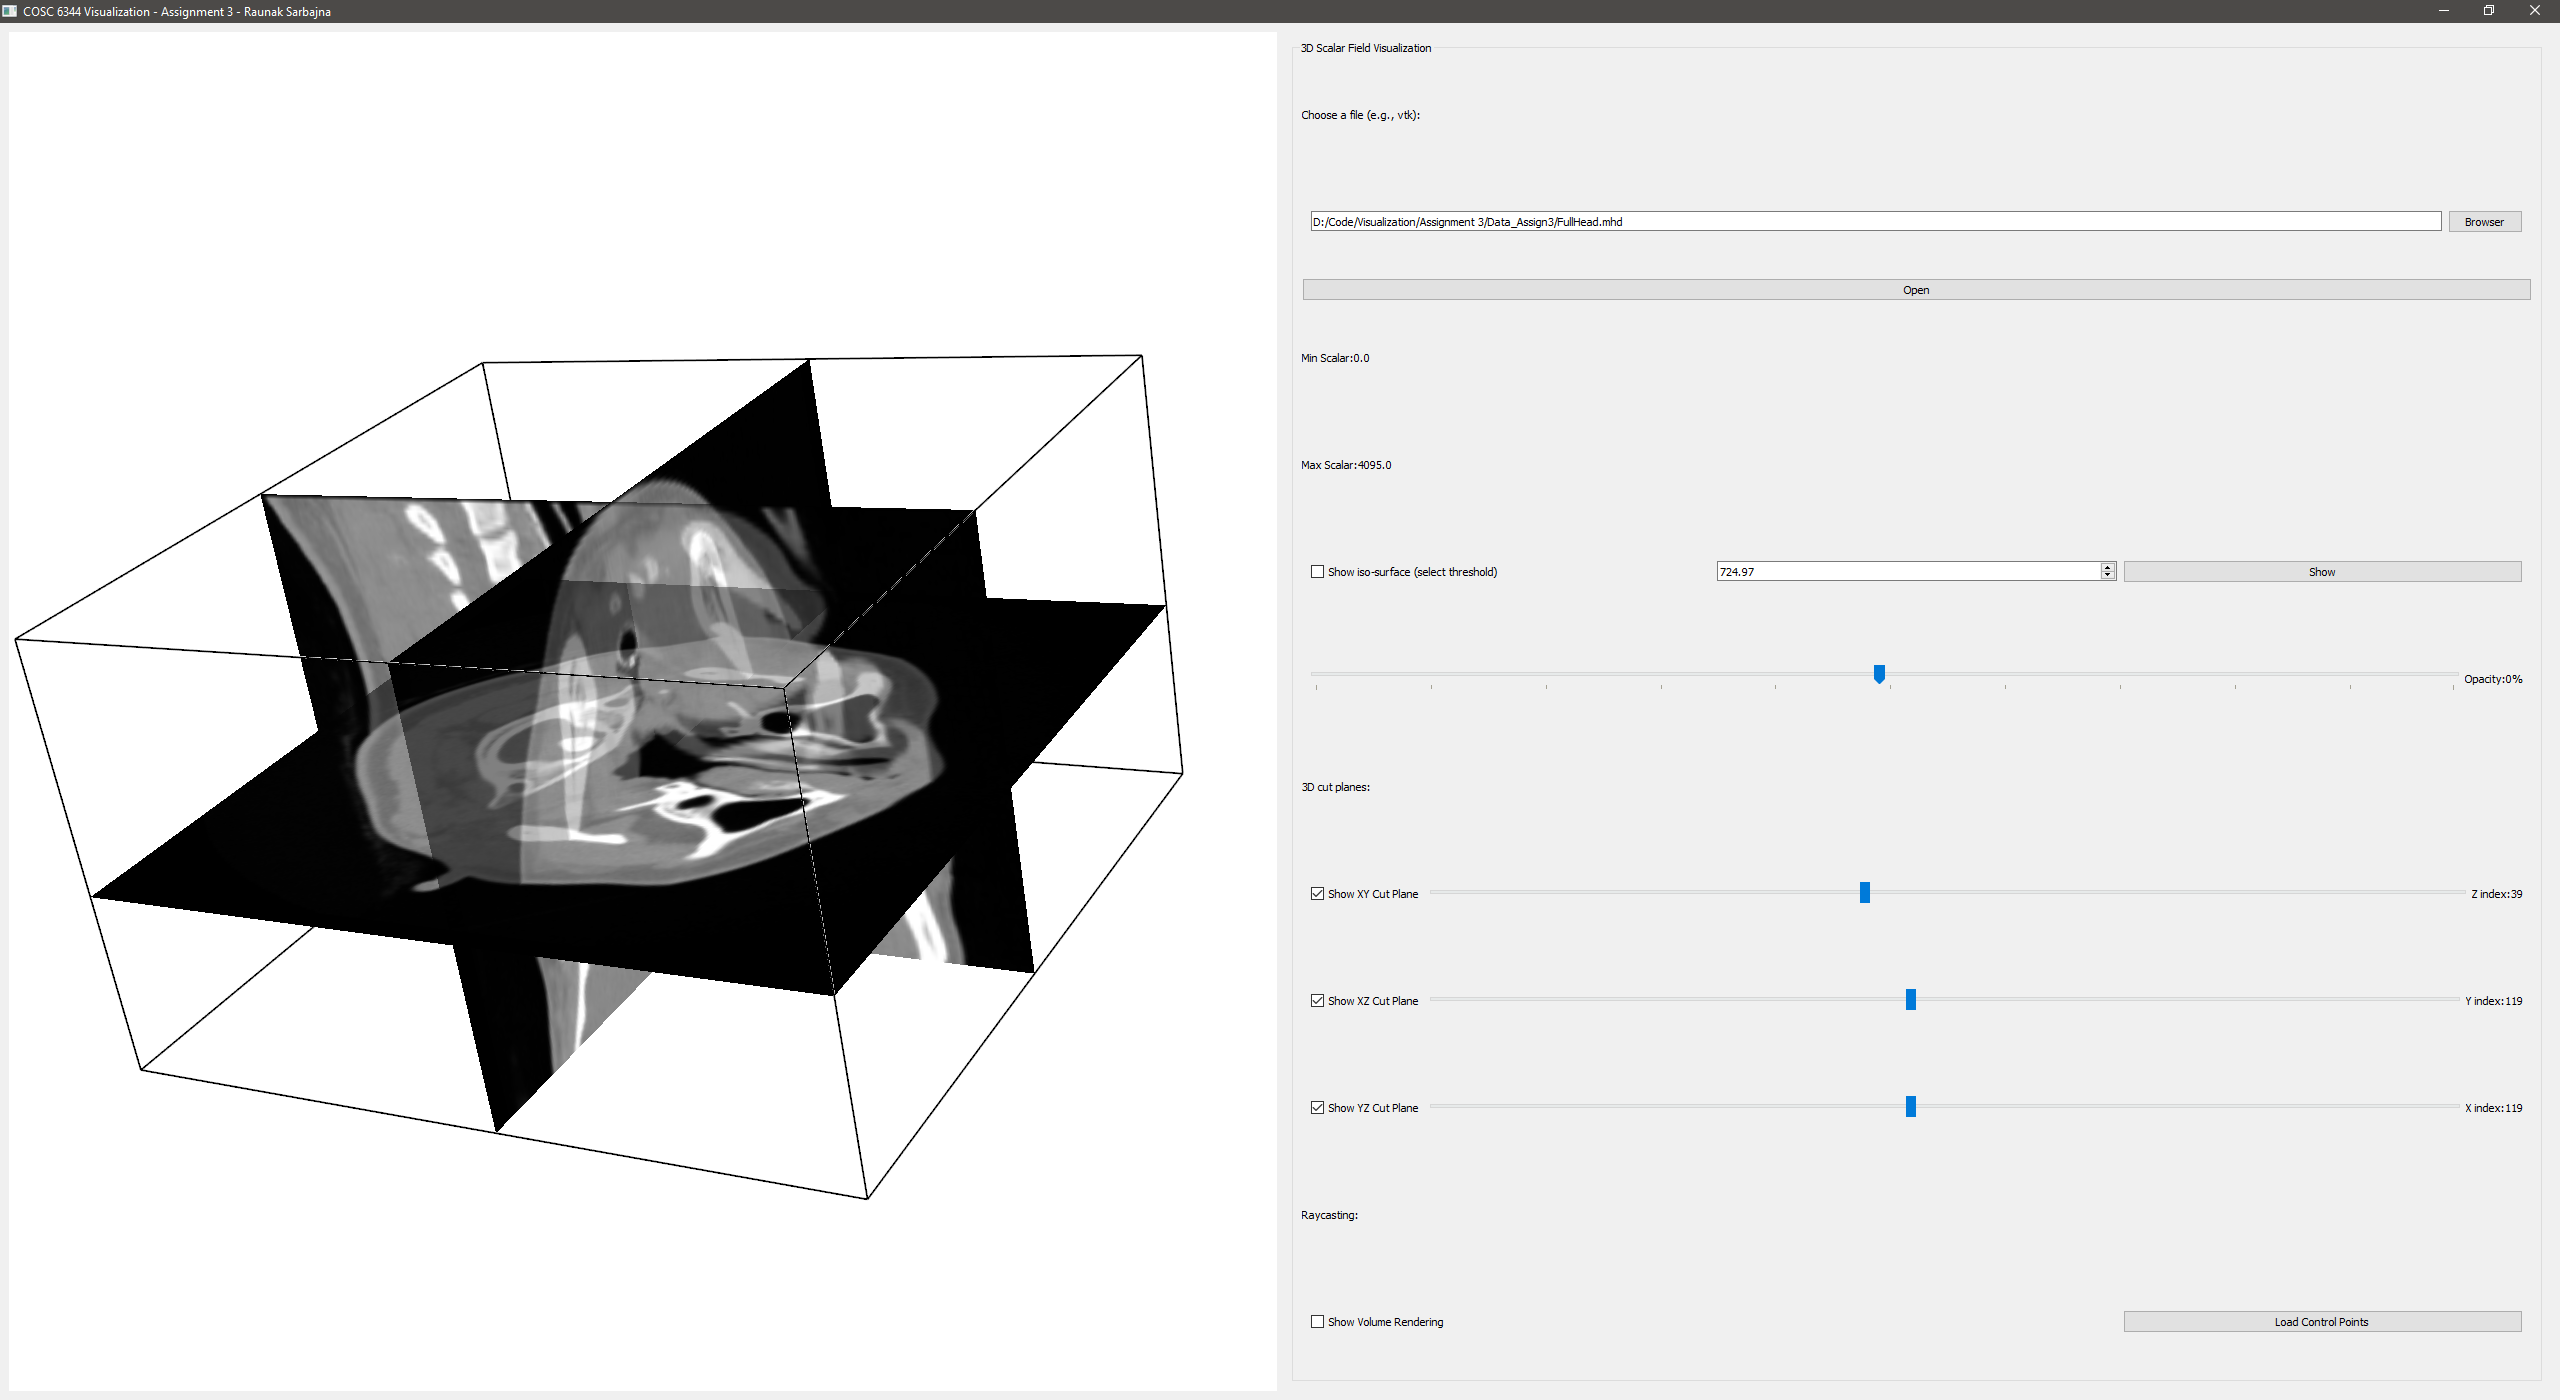 COSC 6344 Visualization - Assignment 3 - Raunak Sarbajna
3D Scalar Field Visualization
Choose a file (e.g., vtk):
D:/Code/Visualization/Assignment 3/Data_Assign3/FullHead.mhd
Browser
Open
Min Scalar:0.0
Max Scalar:4095.0
Show iso-surface (select threshold)
724.97
Show
Opacity:0%
3D cut planes:
Show XY Cut Plane
Z index:39
Show XZ Cut Plane
Y index:119
Show YZ Cut Plane
X index:119
Raycasting:
Show Volume Rendering
Load Control Points